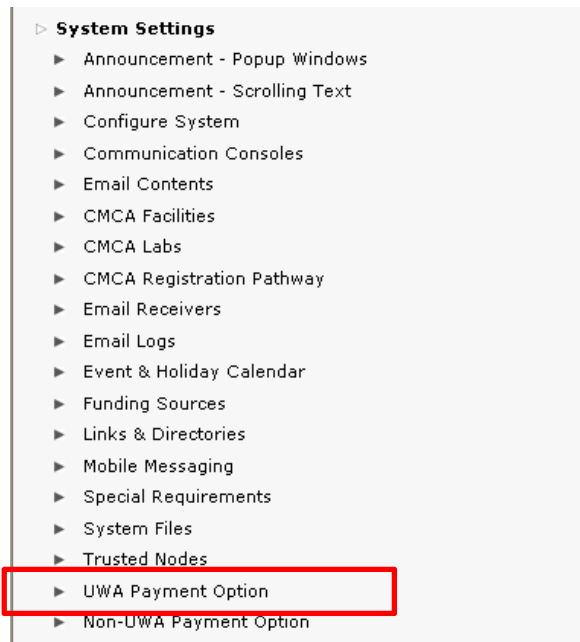 System Settings
Announcement - Popup Windows
Announcement - Scrolling Text
Configure System
Communication Consoles
Email Contents
CMCA Facilities
CMCA Labs
CMCA Registration Pathway
Email Receivers
Email Logs
Event & Holiday Calendar
Funding Sources
Links & Directories
Mobile Messaging
Special Requirements
System Files
Trusted Nodes
UWA Payment Option
Non-UWA Payment Option